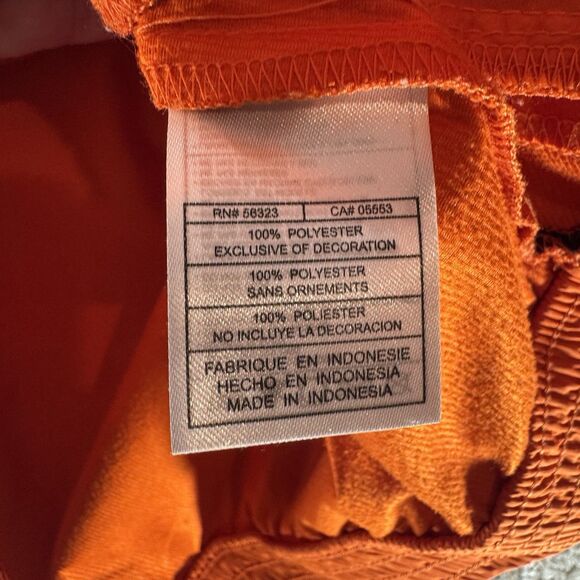 RN# 56323 CA# 05553
100% POLYESTER
EXCLUSIVE OF DECORATION
100% POLYESTER
SANS ORNEMENTS
100% POLIESTER
NO INCLUYE LA DECORACION
FABRIQUE EN INDONESIE
HECHO EN INDONESIA
MADE IN INDONESIA